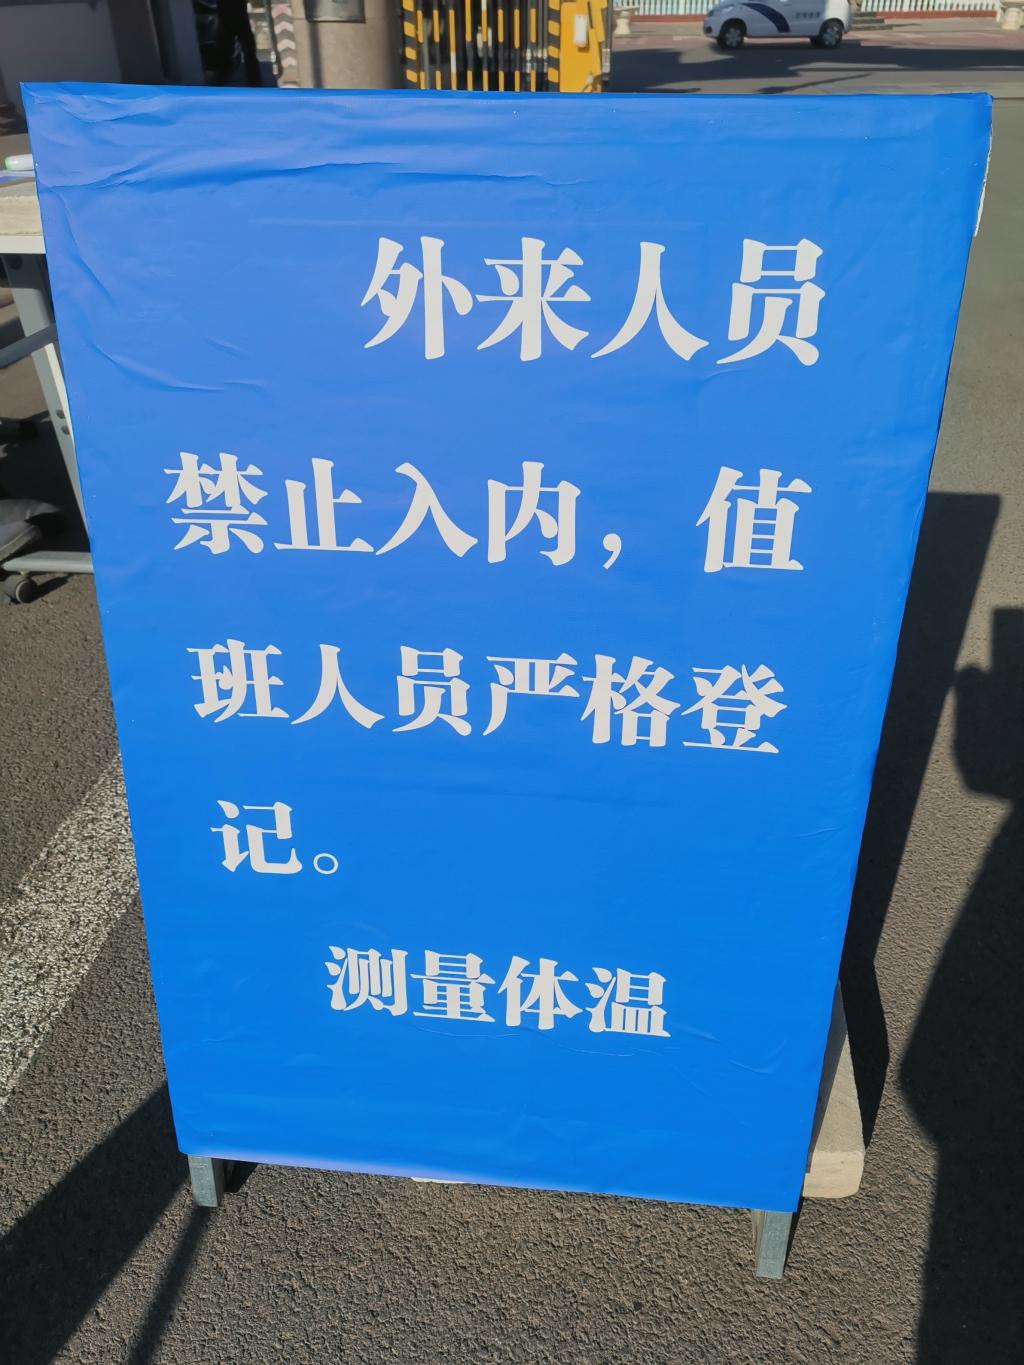 外来人员
禁止入内，值
班人员严格登
记。
测量体温